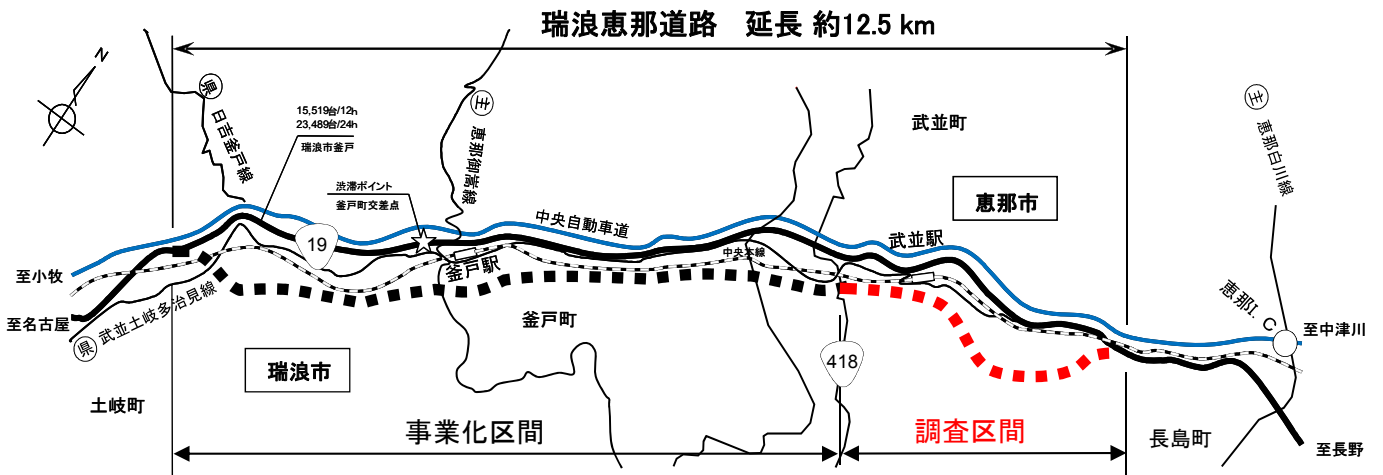 瑞浪恵那道路　延長 約12.5 km
N
県
日吉釜戸線
15,519台/12h
23,489台/24h
瑞浪市釜戸
主
恵那御嵩線
武並町
主
恵那白川線
渋滞ポイント
釜戸町交差点
恵那市
中央自動車道
19
武並駅
中央本線
釜戸駅
至小牧
至名古屋
県
武並土岐多治見線
釜戸町
恵那I.C
至中津川
418
瑞浪市
土岐町
事業化区間
調査区間
長島町
至長野